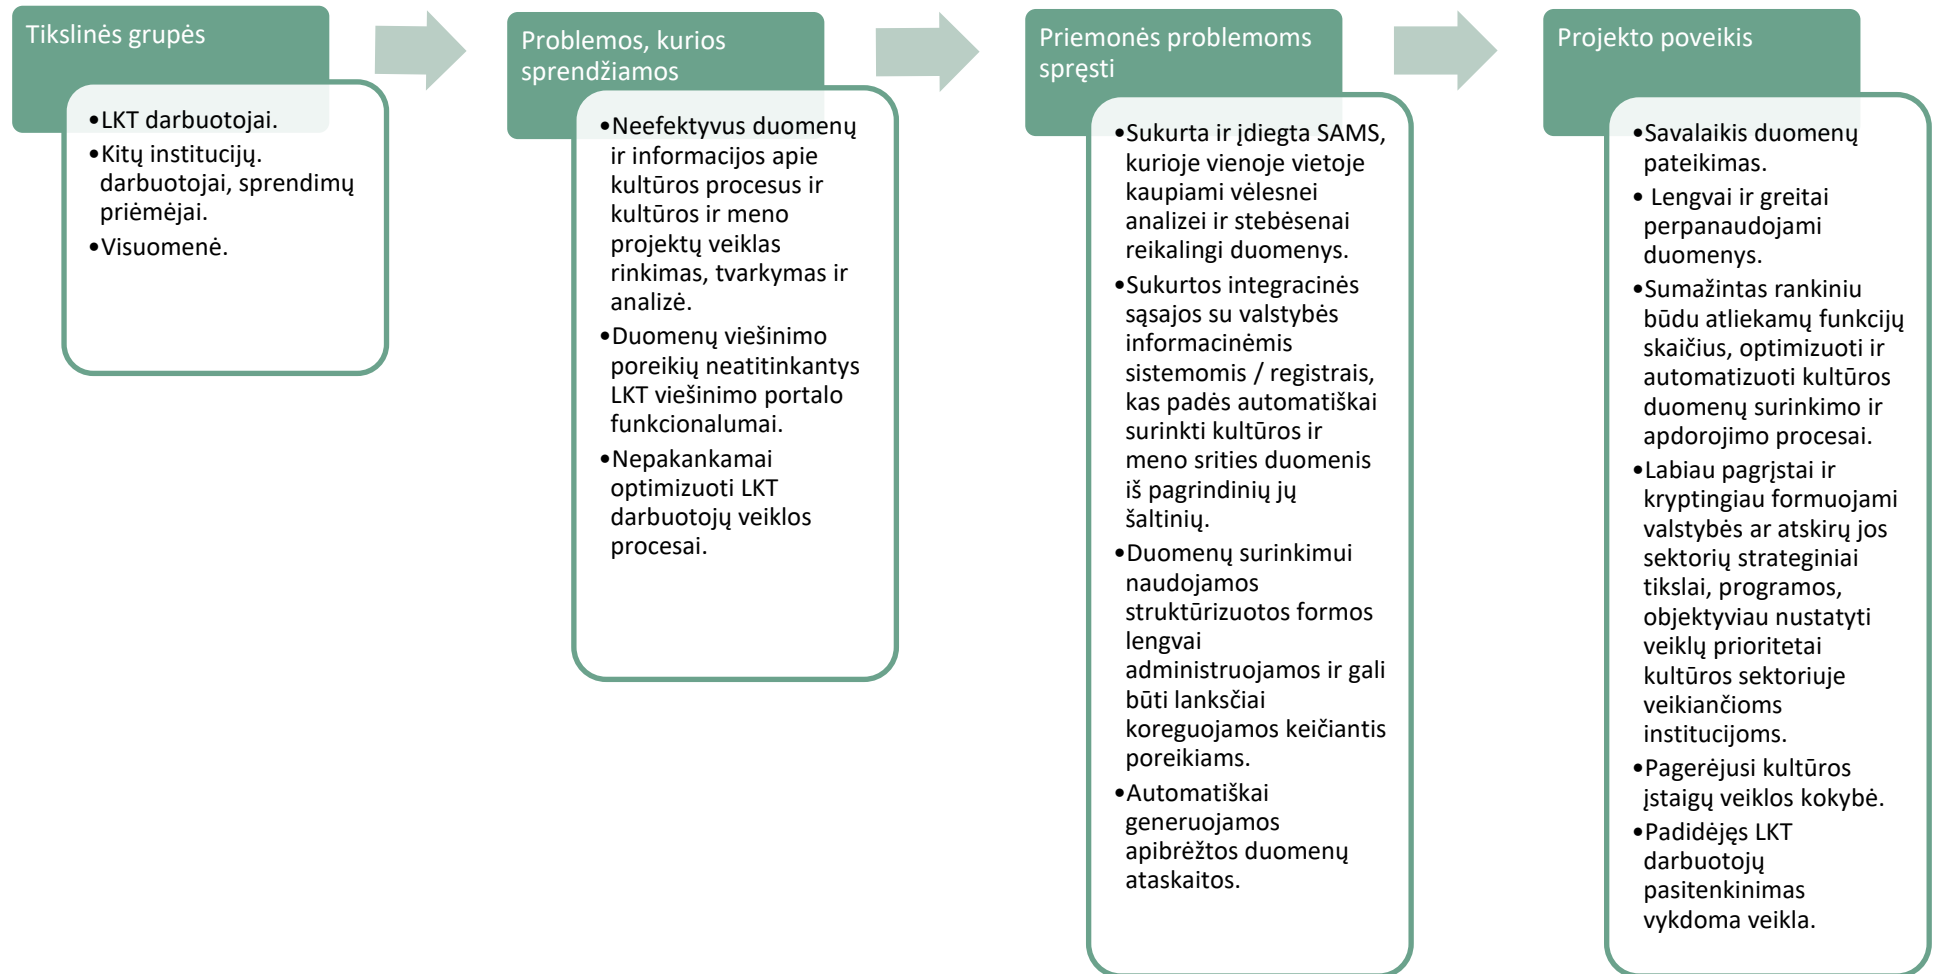 Tikslinės grupės
•LKT darbuotojai.
•Kitų institucijų.
darbuotojai, sprendimų
priėmėjai.
•Visuomenė.
Problemos, kurios
sprendžiamos
•Neefektyvus duomenų
ir informacijos apie
kultūros procesus ir
kultūros ir meno
projektų veiklas
rinkimas, tvarkymas ir
analizė.
•Duomenų viešinimo
poreikių neatitinkantys
LKT viešinimo portalo
funkcionalumai.
•Nepakankamai
optimizuoti LKT
darbuotojų veiklos
procesai.
Priemonės problemoms
spręsti
•Sukurta ir įdiegta SAMS,
kurioje vienoje vietoje
kaupiami vėlesnei
analizei ir stebėsenai
reikalingi duomenys.
•Sukurtos integracinės
sąsajos su valstybės
informacinėmis
sistemomis / registrais,
kas padės automatiškai
surinkti kultūros ir
meno srities duomenis
iš pagrindinių jų
šaltinių.
•Duomenų surinkimui
naudojamos
struktūrizuotos formos
lengvai
administruojamos ir gali
būti lanksčiai
koreguojamos keičiantis
poreikiams.
•Automatiškai
generuojamos
apibrėžtos duomenų
ataskaitos.
Projekto poveikis
•Savalaikis duomenų
pateikimas.
• Lengvai ir greitai
perpanaudojami
duomenys.
•Sumažintas rankiniu
būdu atliekamų funkcijų
skaičius, optimizuoti ir
automatizuoti kultūros
duomenų surinkimo ir
apdorojimo procesai.
•Labiau pagrįstai ir
kryptingiau formuojami
valstybės ar atskirų jos
sektorių strateginiai
tikslai, programos,
objektyviau nustatyti
veiklų prioritetai
kultūros sektoriuje
veikiančioms
institucijoms.
•Pagerėjusi kultūros
įstaigų veiklos kokybė.
•Padidėjęs LKT
darbuotojų
pasitenkinimas
vykdoma veikla.